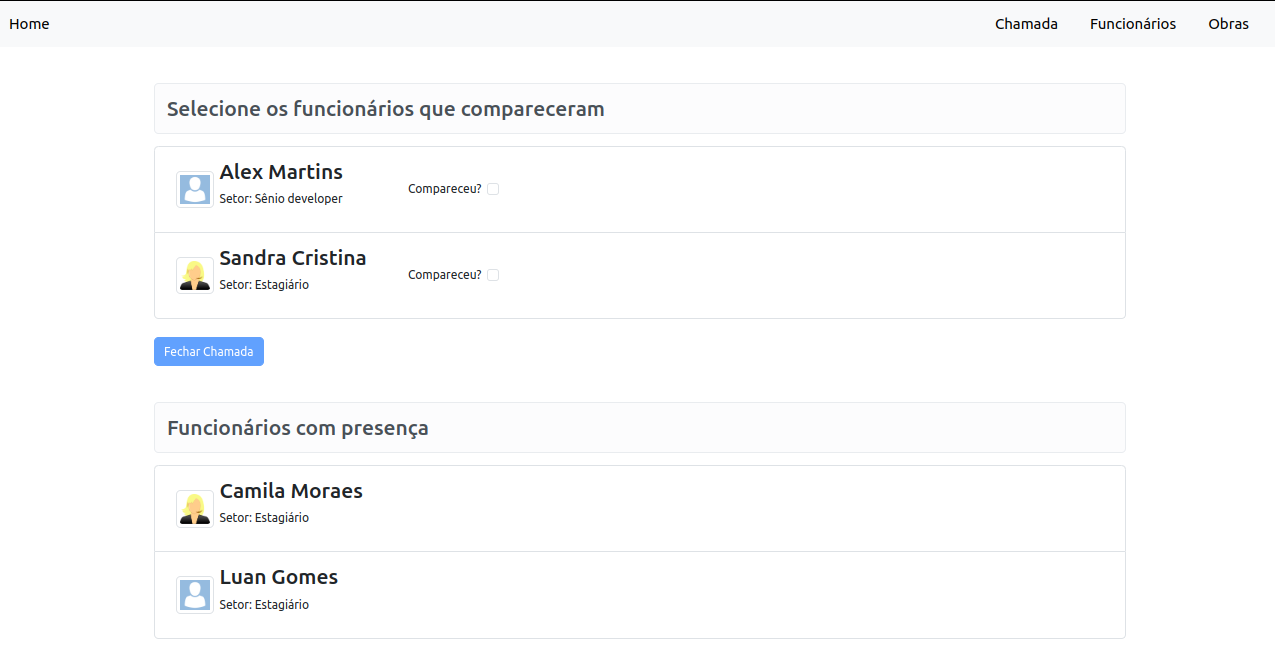 Home
Chamada
Funcionários
Obras
Selecione os funcionários que compareceram
Alex Martins
Setor: Sênio developer
Compareceu?
Sandra Cristina
Setor: Estagiário
Compareceu?
Fechar Chamada
Funcionários com presença
Camila Moraes
Setor: Estagiário
Luan Gomes
Setor: Estagiário